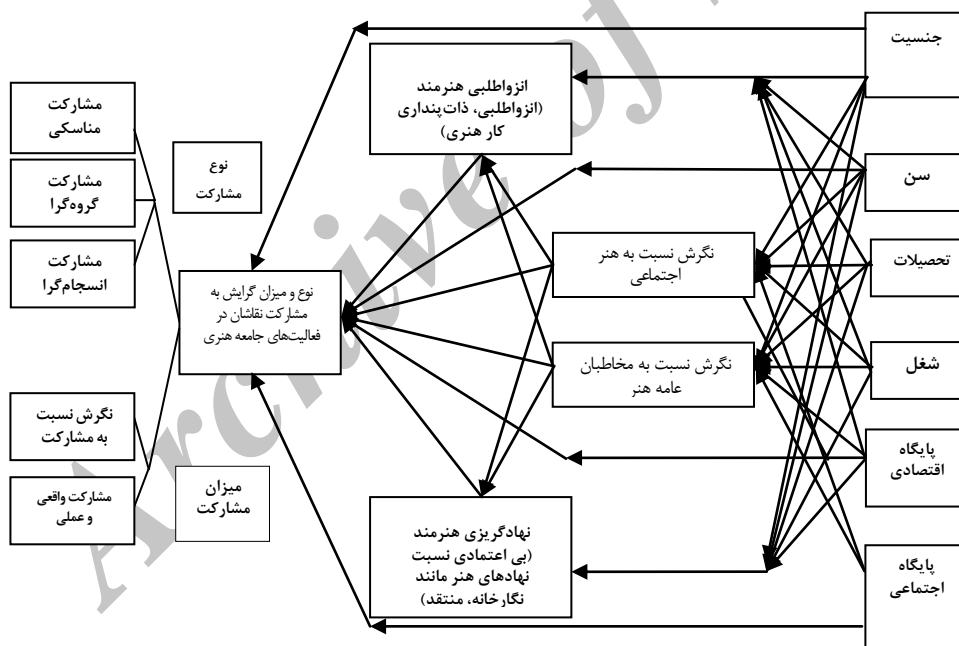 جنسیت
سن
تحصیلات
شغل
پایگاه
اقتصادی
پایگاه
اجتماعی
انزواطلبی هنرمند
(انزواطلبی، ذات‌پنداری
کار هنری)
نگرش نسبت به هنر
اجتماعی
نگرش نسبت به مخاطبان
عامه هنر
نهادگریزی هنرمند
(بی اعتمادی نسبت
نهادهای هنر مانند
نگارخانه، منتقد)
نوع و میزان گرایش به
مشارکت نقاشان در
فعالیت‌های جامعه هنری
نوع
مشارکت
میزان
مشارکت
مشارکت
مناسکی
مشارکت
گروه‌گرا
مشارکت
انسجام‌گرا
نگرش نسبت
به مشارکت
مشارکت واقعی
و عملی
Archive of